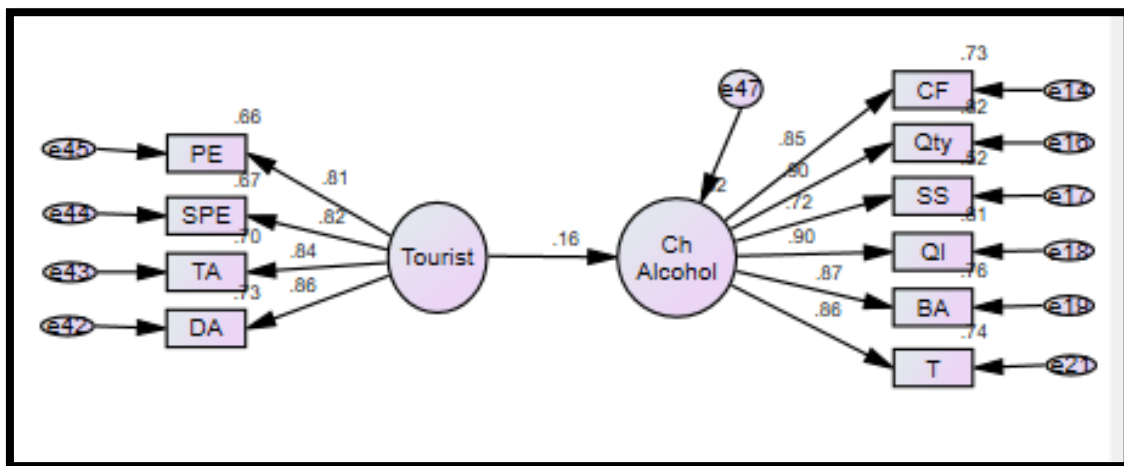 .73
e47
CF
e14
.82
.66
.85
Qty
e16
e45
PE
.52
.90
.67
.81
.72
SS
e17
e44
SPE
.81
.82
.90
.70
Tourist
.16
Ch
Alcohol
QI
e18
.84
e43
TA
.76
.73
.86
.87
BA
e19
e42
DA
.86
.74
T
e21